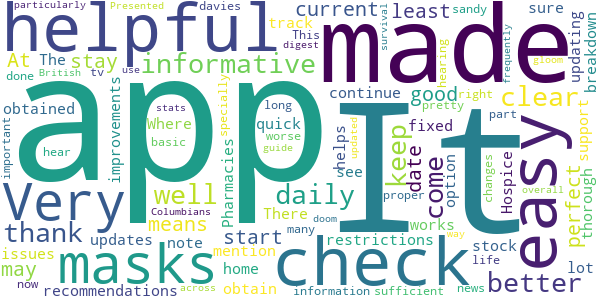 particularly Presented davies current least sandy sure updating
helpful made
At The stay track This survival frequently hearing breakdown
done British tv use informative digest continue good clear gloom
important obtained Where stats long quick right support
app It easy
improvements specially basic worse guide pretty part
hear fixed option perfect thorough
Very well daily Pharmacies helps see keep date come
Columbians There proper changes Hospice overall
thank means start restrictions works stock
updates note many doom updated way life
issues mention information sufficient news lot
may masks home check better
now recommendations across obtain